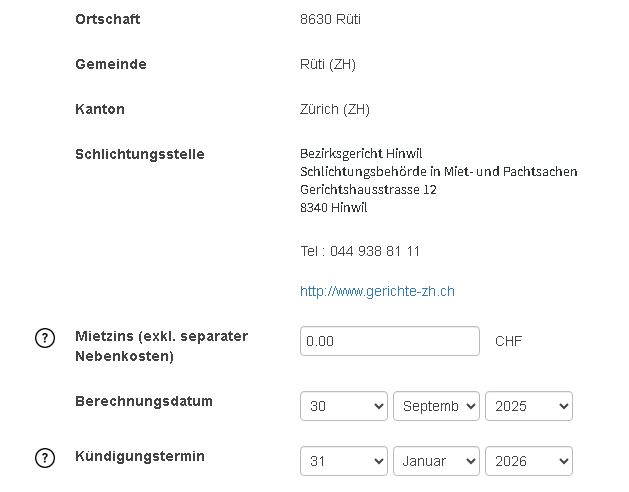 Ortschaft 8630 Rüti
Gemeinde Rüti (ZH)
Kanton Zürich (ZH)
Schlichtungsstelle Bezirksgericht Hinwil
Schlichtungsbehörde in Miet- und Pachtsachen
Gerichtshausstrasse 12
8340 Hinwil
Tel : 044 938 81 11
http://www.gerichte-zh.ch
? Mietzins (exkl. separater 0.00 CHF
Nebenkosten)
Berechnungsdatum 30 Septemb 2025
? Kündigungstermin 31 Januar 2026